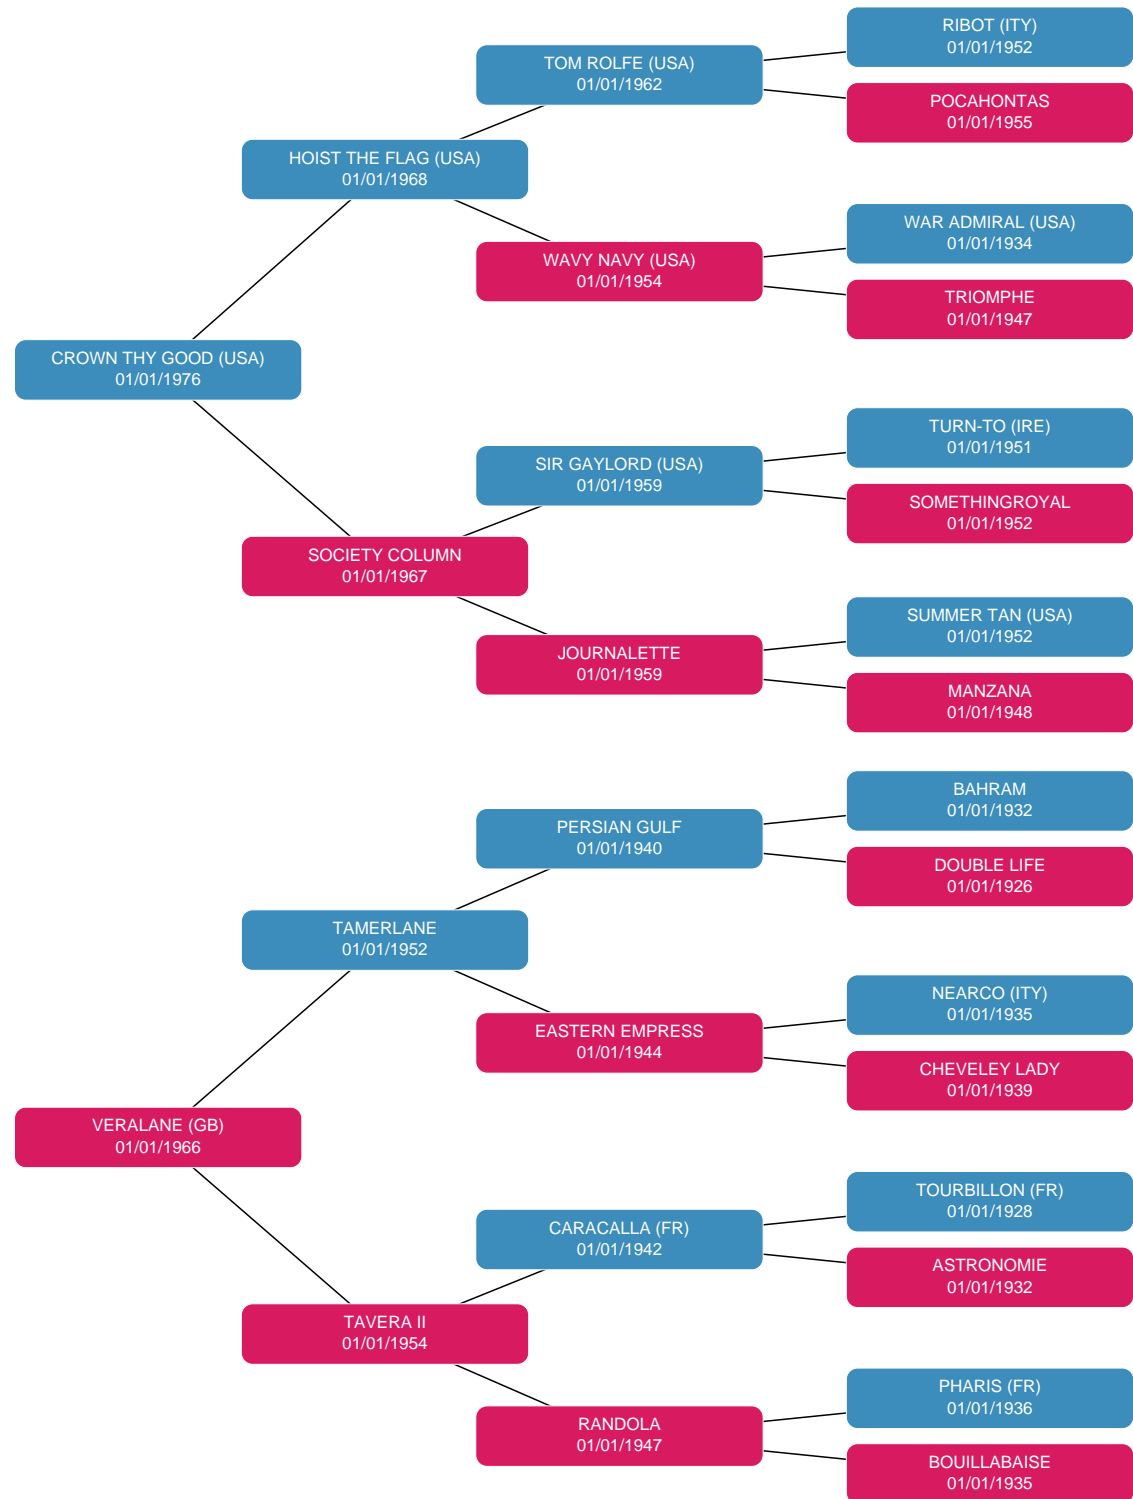 RIBOT (ITY)
01/01/1952
TOM ROLFE (USA)
01/01/1962
POCAHONTAS
01/01/1955
HOIST THE FLAG (USA)
01/01/1968
WAR ADMIRAL (USA)
01/01/1934
WAVY NAVY (USA)
01/01/1954
TRIOMPHE
01/01/1947
CROWN THY GOOD (USA)
01/01/1976
TURN-TO (IRE)
01/01/1951
SIR GAYLORD (USA)
01/01/1959
SOMETHINGROYAL
01/01/1952
SOCIETY COLUMN
01/01/1967
SUMMER TAN (USA)
01/01/1952
JOURNALETTE
01/01/1959
MANZANA
01/01/1948
BAHRAM
01/01/1932
PERSIAN GULF
01/01/1940
DOUBLE LIFE
01/01/1926
TAMERLANE
01/01/1952
NEARCO (ITY)
01/01/1935
EASTERN EMPRESS
01/01/1944
CHEVELEY LADY
01/01/1939
VERALANE (GB)
01/01/1966
TOURBILLON (FR)
01/01/1928
CARACALLA (FR)
01/01/1942
ASTRONOMIE
01/01/1932
TAVERA II
01/01/1954
PHARIS (FR)
01/01/1936
RANDOLA
01/01/1947
BOUILLABAISE
01/01/1935